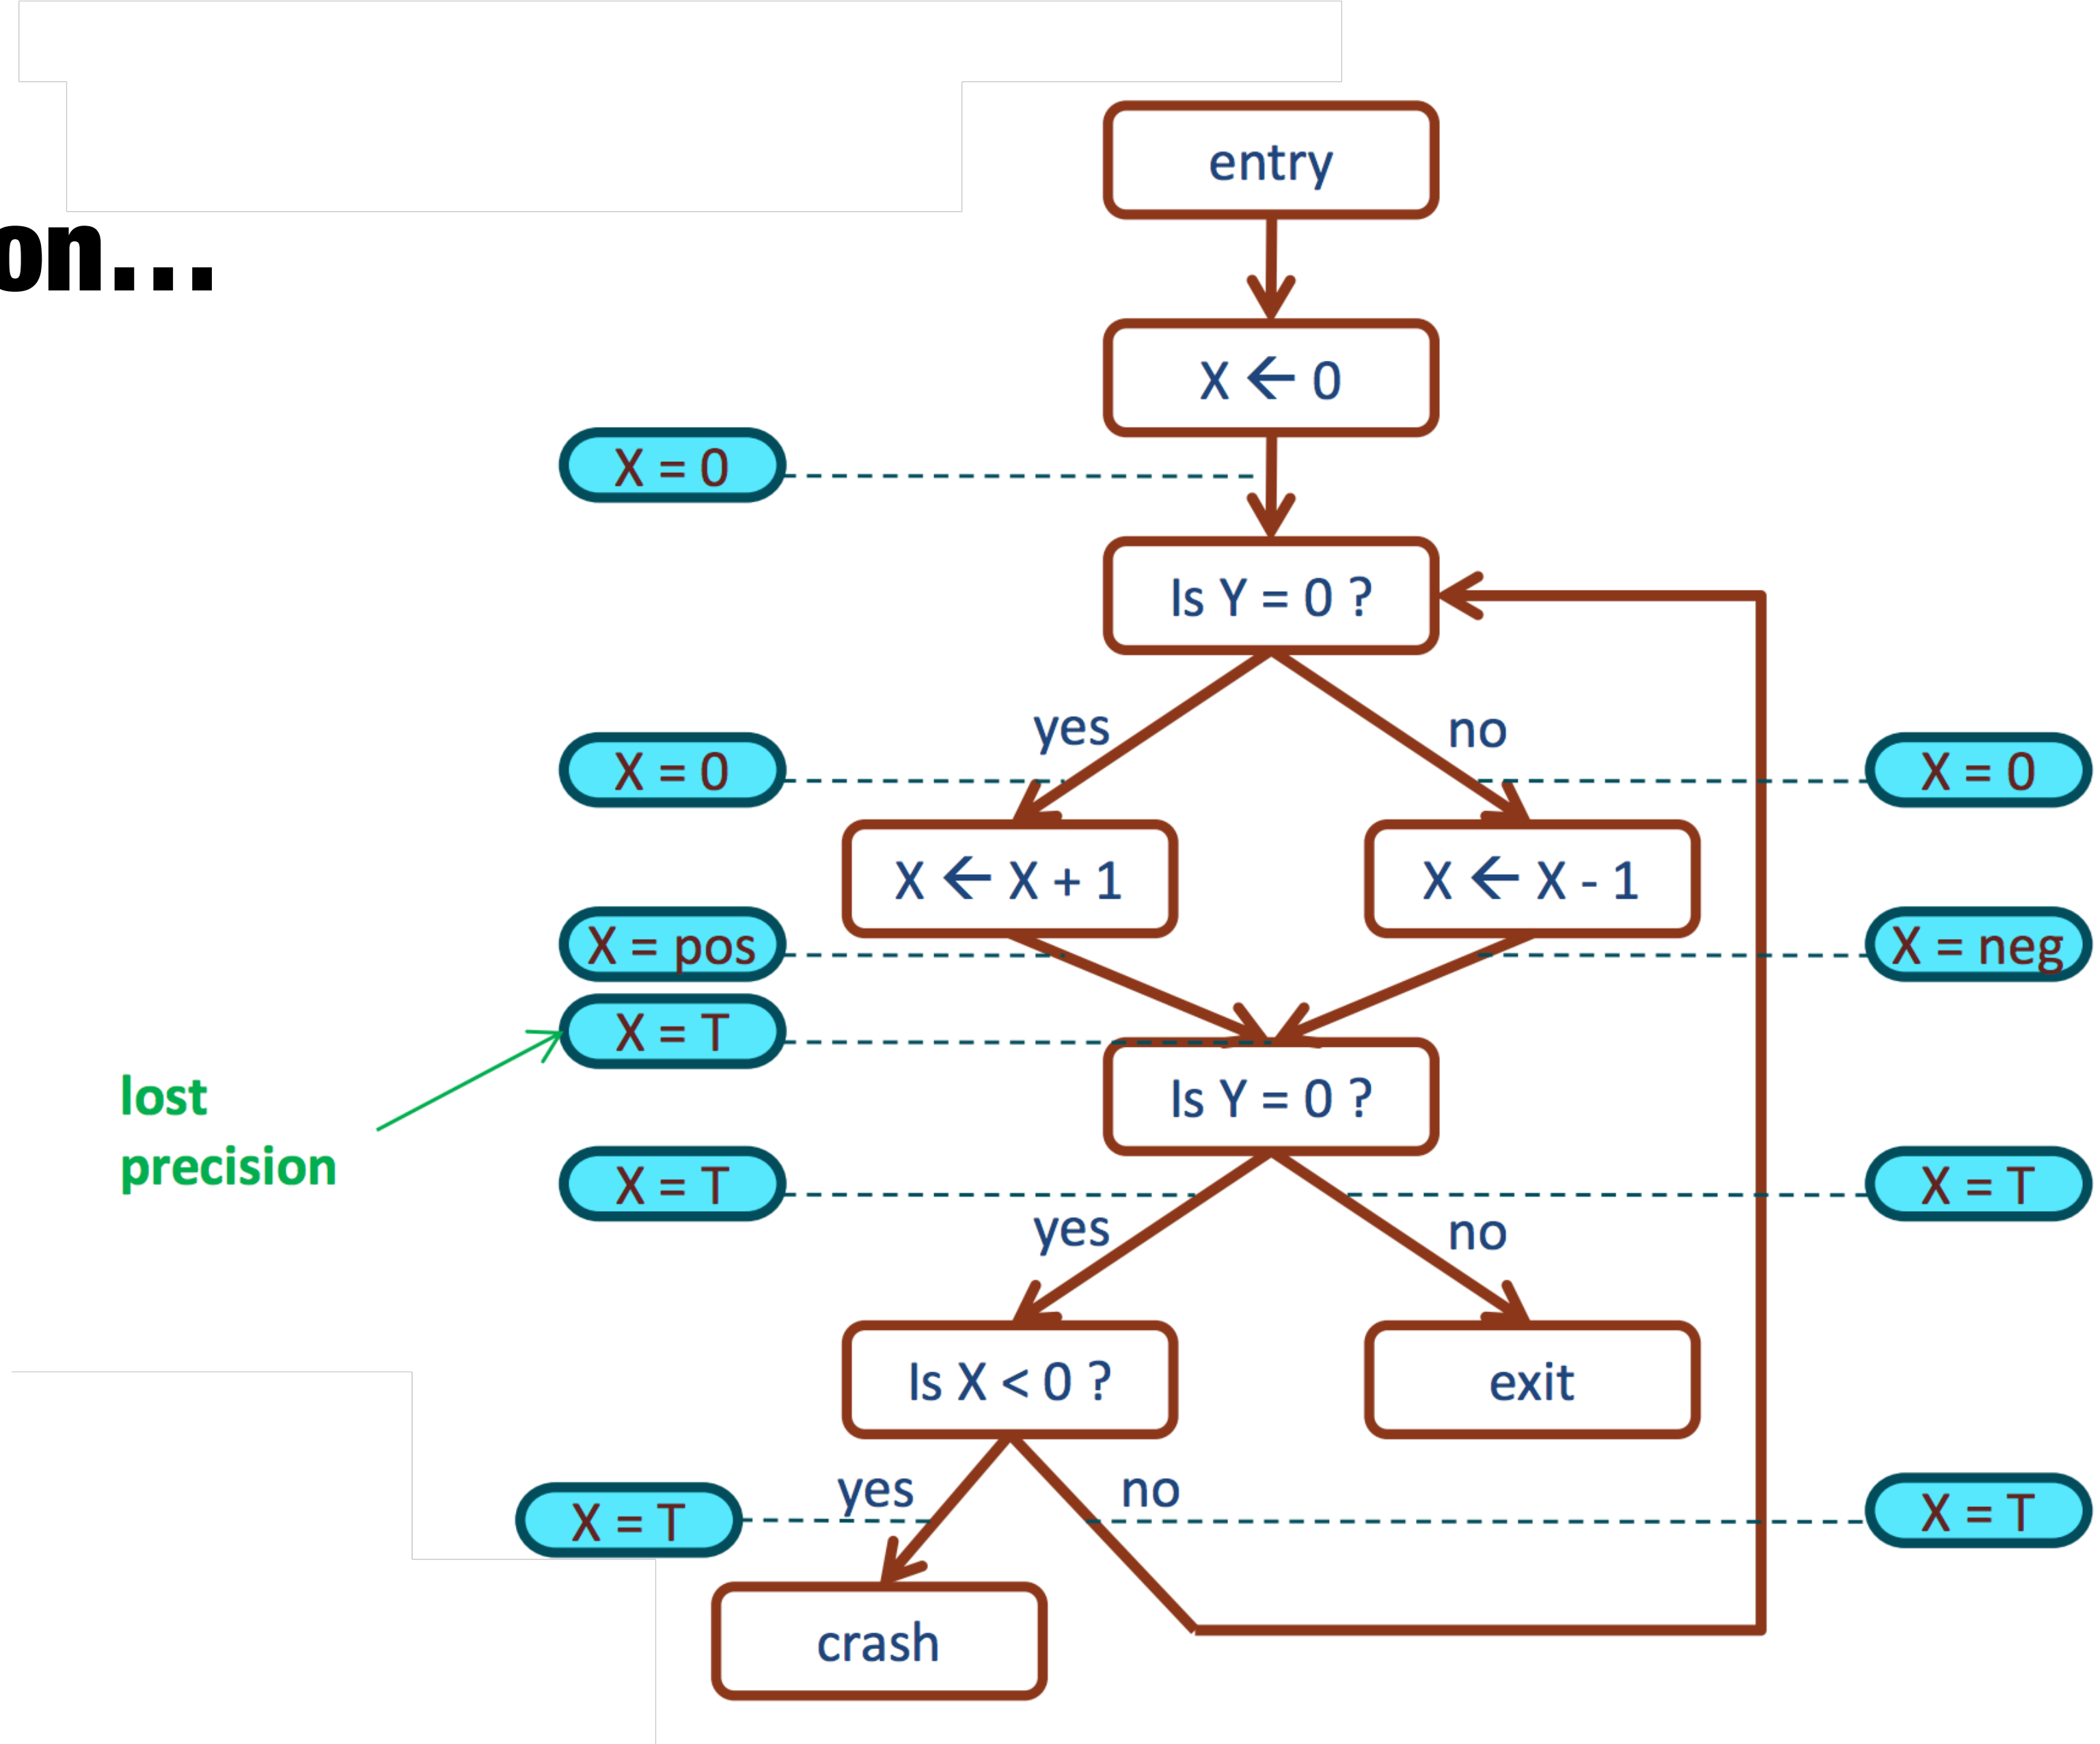 on...
entry
X ← 0
X = 0
Is Y = 0 ?
yes
no
X = 0
X = 0
X ← X + 1
X ← X - 1
X = pos
X = neg
X = T
lost
precision
Is Y = 0 ?
X = T
X = T
yes
no
Is X < 0 ?
exit
yes
no
X = T
X = T
crash